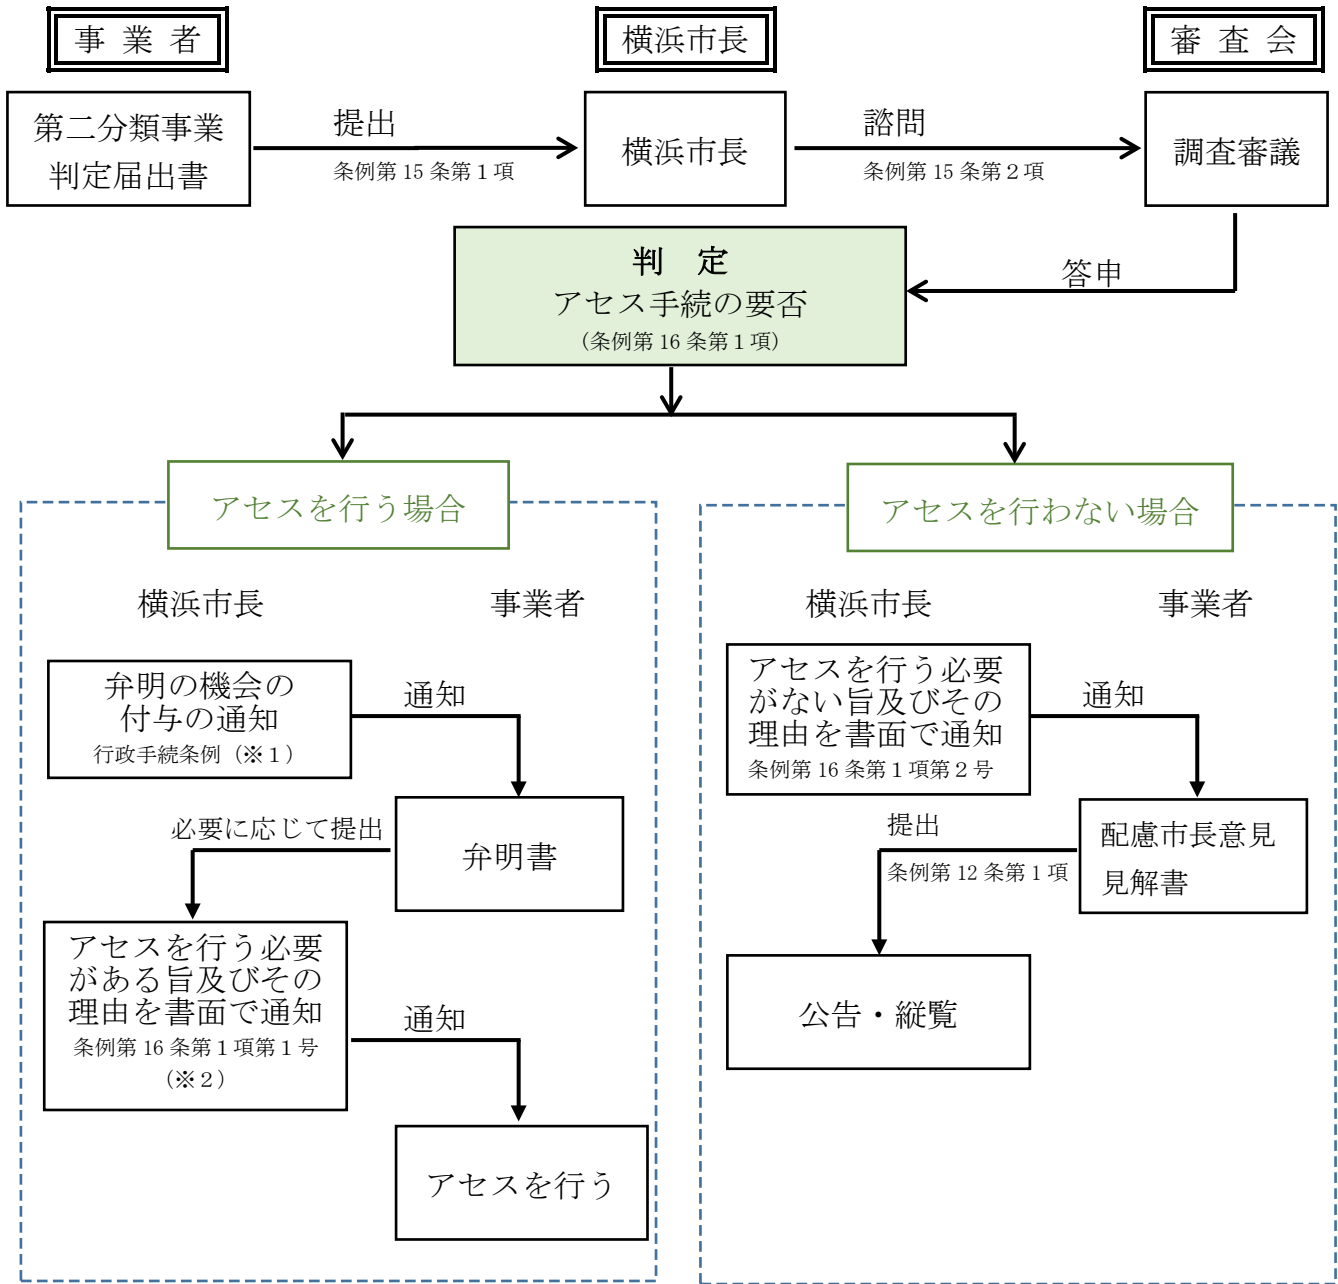 事 業 者
横浜市長
審 査 会
第二分類事業
判定届出書
提出
条例第 15 条第１項
横浜市長
諮問
条例第 15 条第２項
調査審議
答申
判　定
アセス手続の要否
（条例第 16 条第１項）
アセスを行う場合
横浜市長
事業者
弁明の機会の
付与の通知
行政手続条例（※１）
通知
弁明書
必要に応じて提出
アセスを行う必要
がある旨及びその
理由を書面で通知
条例第 16 条第１項第１号
（※２）
通知
アセスを行う
アセスを行わない場合
横浜市長
事業者
アセスを行う必要
がない旨及びその
理由を書面で通知
条例第 16 条第１項第２号
通知
配慮市長意見
見解書
提出
条例第 12 条第１項
公告・縦覧